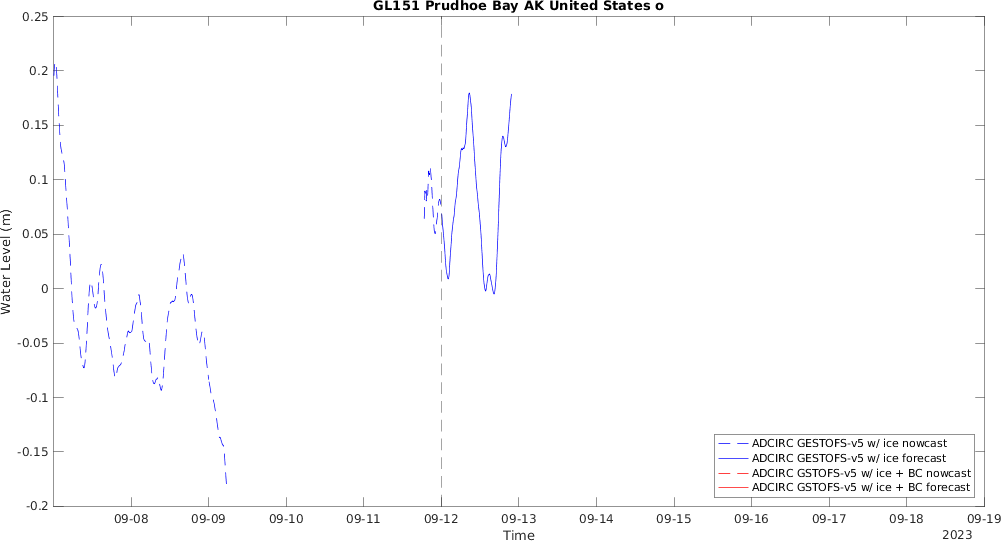 GL151 Prudhoe Bay AK United States o
0.25
0.2
0.15
0.1
0.05
0
-0.05
-0.1
-0.15
-0.2
Water Level (m)
ADCIRC GESTOFS-v5 w/ ice nowcast
ADCIRC GESTOFS-v5 w/ ice forecast
ADCIRC GSTOFS-v5 w/ ice + BC nowcast
ADCIRC GSTOFS-v5 w/ ice + BC forecast
09-08 09-09 09-10 09-11 09-12 09-13 09-14 09-15 09-16 09-17 09-18 09-19
Time
2023